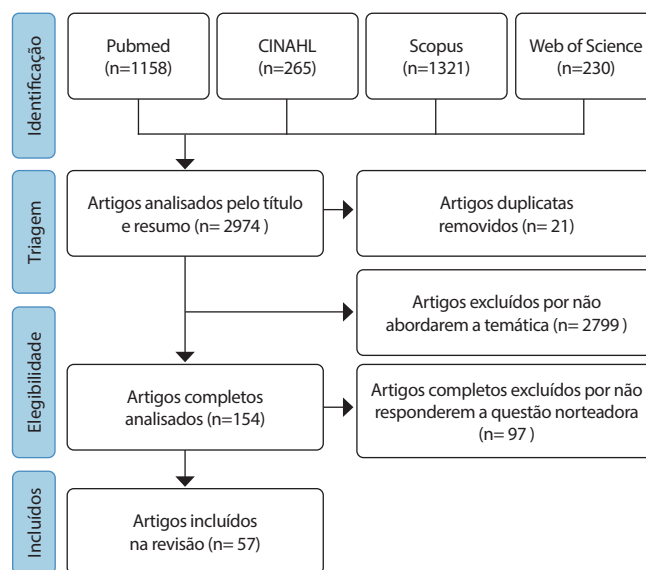 Identificação
Pubmed
(n=1158)
CINAHL
(n=265)
Scopus
(n=1321)
Web of Science
(n=230)
Triagem
Artigos analisados pelo título
e resumo (n= 2974 )
Artigos duplicatas
removidos (n= 21)
Artigos excluídos por não
abordarem a temática (n= 2799 )
Elegibilidade
Artigos completos
analisados (n=154)
Artigos completos excluídos por não
responderem a questão norteadora
(n= 97 )
Incluídos
Artigos incluídos
na revisão (n= 57)